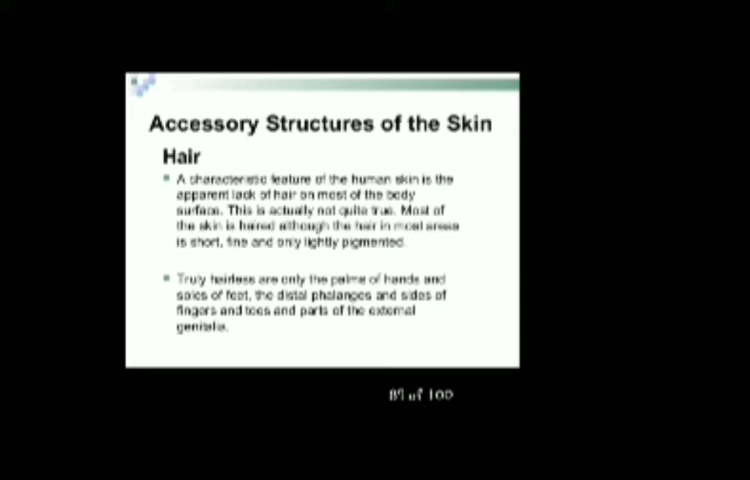 Accessory Structures of the Skin
Hair
A characteristic feature of the human skin is the
apparent lack of hair on most of the body
surface. This is actually not quite true. Most of
the skin is haired although the hair in most areas
is short, fine and only lightly pigmented.
Truly hairless are only the palms of hands and
soles of feet, the distal phalanges and sides of
fingers and toes and parts of the external
genitalia.
of 100